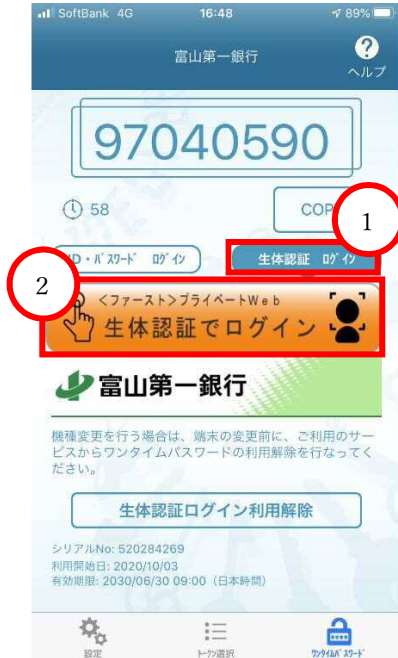 SoftBank 4G 16:48 89%
富山第一銀行
?
ヘルプ
97040590
58
COP
1
ID・ﾊﾟｽﾜｰﾄﾞ ﾛｸﾞｲﾝ
生体認証 ﾛｸﾞｲﾝ
2
<ファースト>プライベートWeb
生体認証でログイン
富山第一銀行
機種変更を行う場合は、端末の変更前に、ご利用のサー
ビスからワンタイムパスワードの利用解除を行なってく
ださい。
生体認証ログイン利用解除
シリアルNo: 520284269
利用開始日: 2020/10/03
有効期限: 2030/06/30 09:00（日本時間）
設定
ﾄｰｸﾝ選択
ﾜﾝﾀｲﾑﾊﾟｽﾜｰﾄﾞ